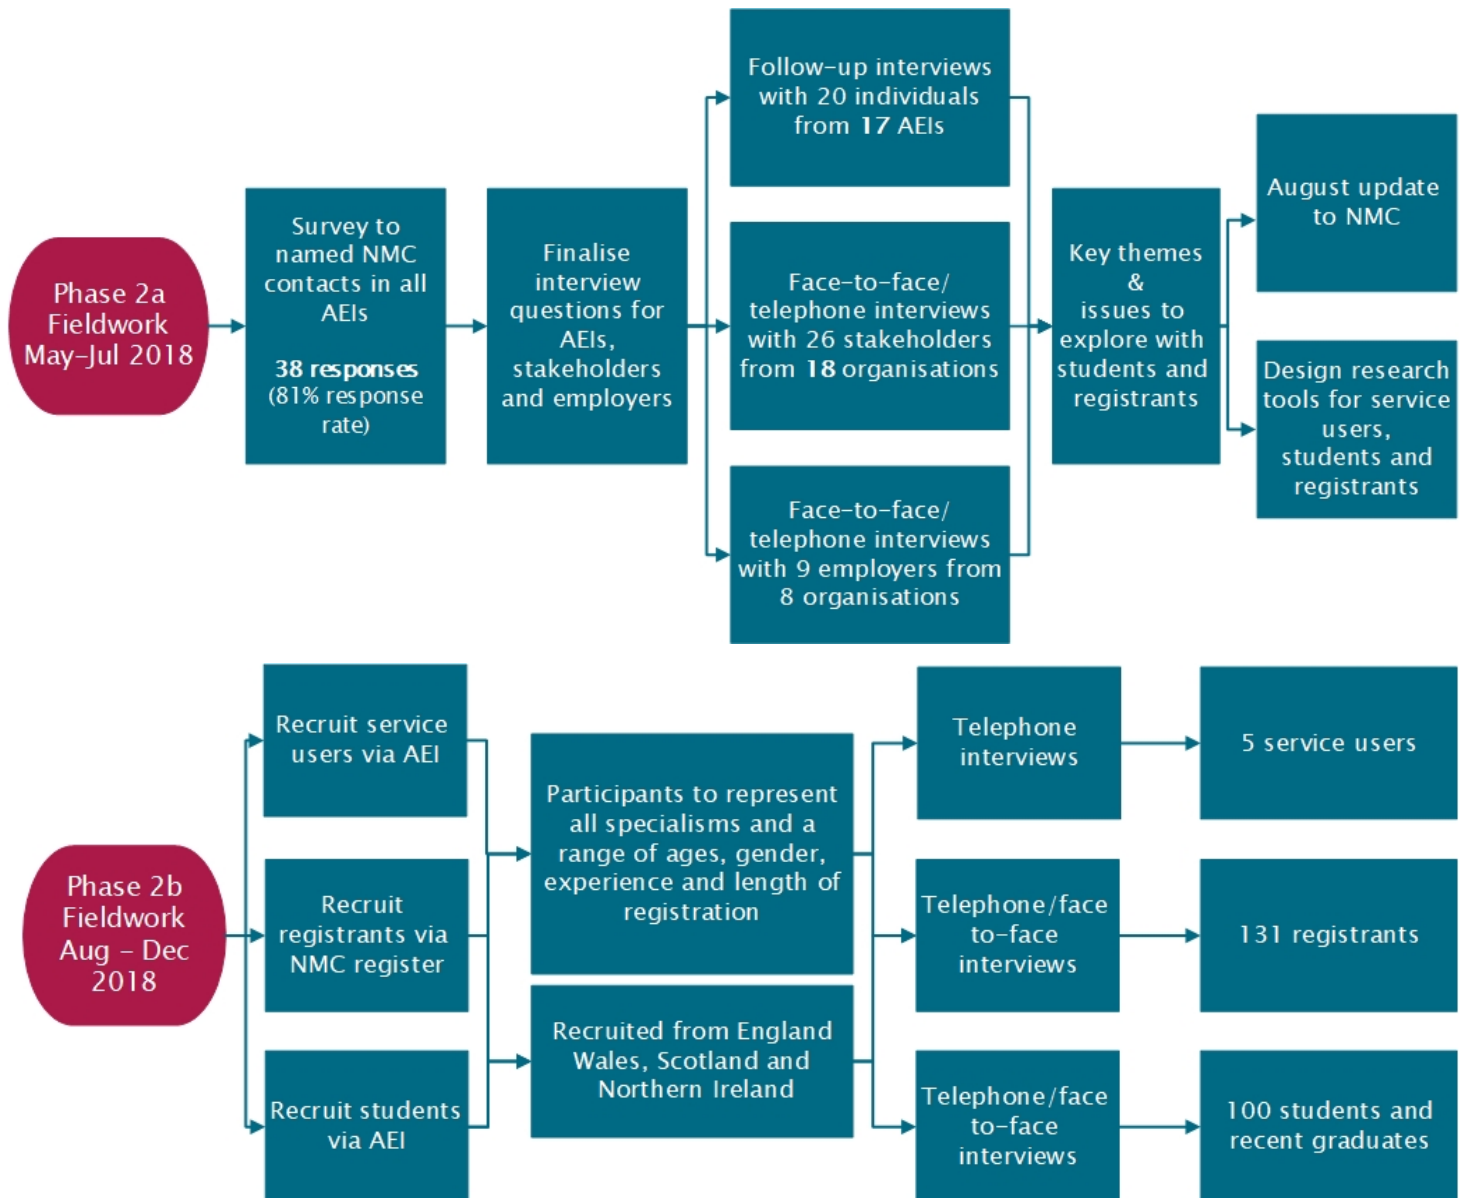 Phase 2a
Fieldwork
May–Jul 2018
Survey to
named NMC
contacts in all
AEIs
38 responses
(81% response
rate)
Finalise
interview
questions for
AEIs,
stakeholders
and employers
Follow–up interviews
with 20 individuals
from 17 AEIs
Face–to–face/
telephone interviews
with 26 stakeholders
from 18 organisations
Face–to–face/
telephone interviews
with 9 employers from
8 organisations
Key themes
&
issues to
explore with
students and
registrants
August update
to NMC
Design research
tools for service
users,
students and
registrants
Phase 2b
Fieldwork
Aug – Dec
2018
Recruit service
users via AEI
Recruit
registrants via
NMC register
Recruit students
via AEI
Participants to represent
all specialisms and a
range of ages, gender,
experience and length of
registration
Recruited from England
Wales, Scotland and
Northern Ireland
Telephone
interviews
5 service users
Telephone/face
to–face
interviews
131 registrants
Telephone/face
to–face
interviews
100 students and
recent graduates